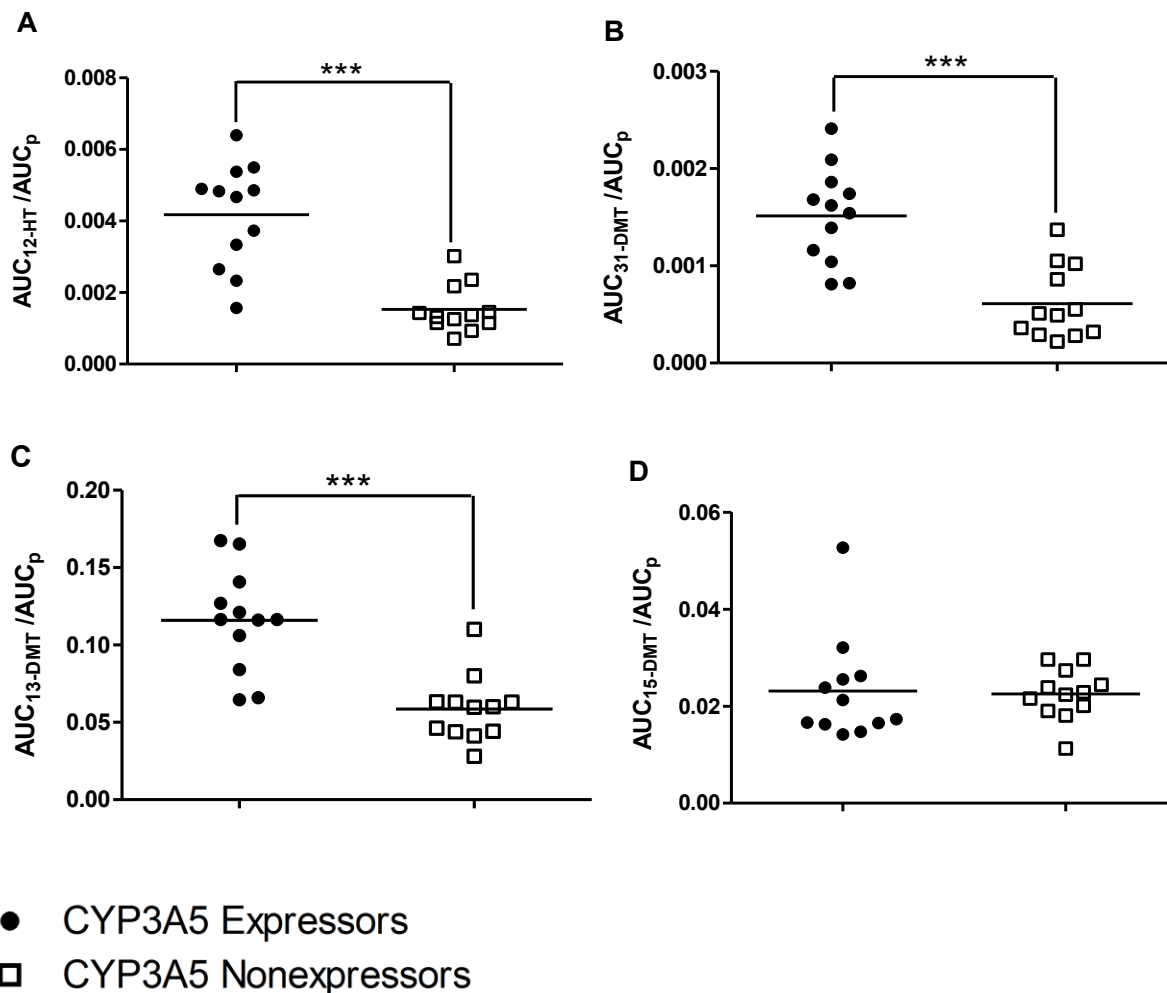 A
AUC12-HT /AUCp
0.008
0.006
0.004
0.002
0.000
***
B
AUC31-DMT /AUCp
0.003
0.002
0.001
0.000
***
C
AUC13-DMT /AUCp
0.20
0.15
0.10
0.05
0.00
***
D
AUC15-DMT /AUCp
0.06
0.04
0.02
0.00
CYP3A5 Expressors
CYP3A5 Nonexpressors